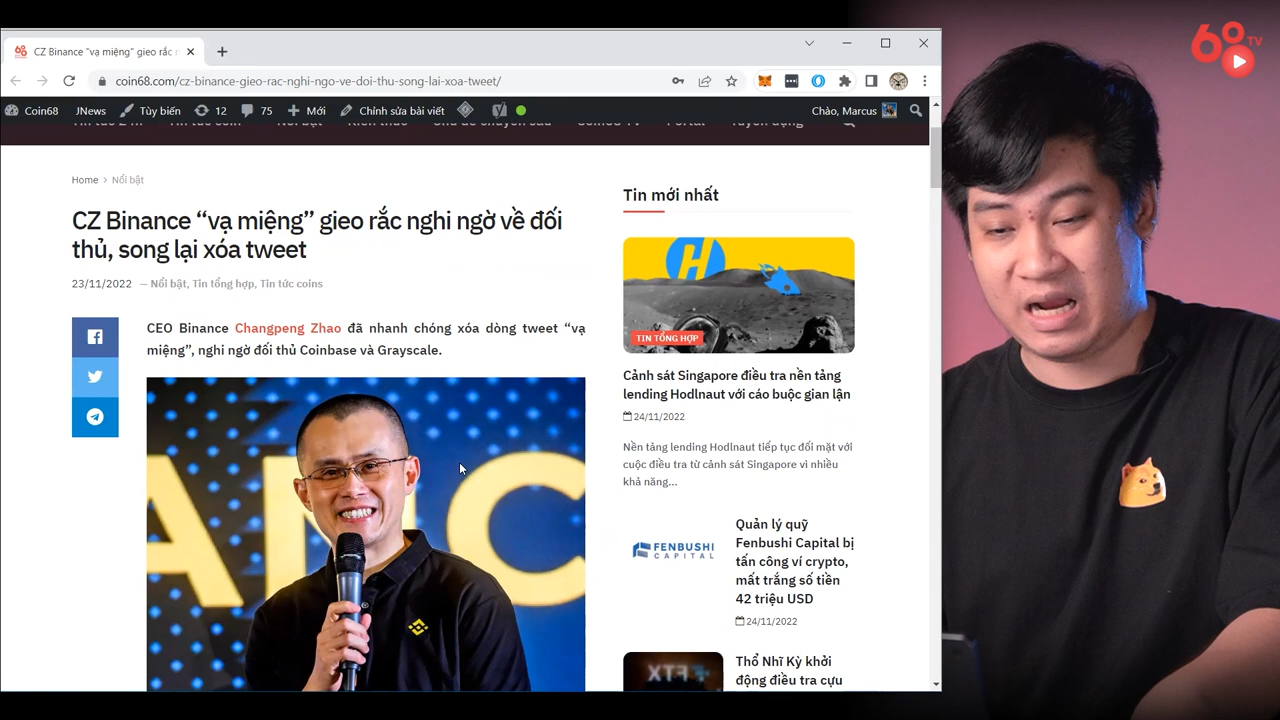 68 TV
CZ Binance “vạ miệng” gieo rắc n
coin68.com/cz-binance-gieo-rac-nghi-ngo-ve-doi-thu-song-lai-xoa-tweet/
Coin68 JNews Tùy biến 12 75 Mới Chỉnh sửa bài viết Chào, Marcus
Home > Nổi bật
CZ Binance “vạ miệng” gieo rắc nghi ngờ về đối
thủ, song lại xóa tweet
23/11/2022 — Nổi bật, Tin tổng hợp, Tin tức coins
CEO Binance Changpeng Zhao đã nhanh chóng xóa dòng tweet “vạ
miệng”, nghi ngờ đối thủ Coinbase và Grayscale.
Tin mới nhất
TIN TỔNG HỢP
Cảnh sát Singapore điều tra nền tảng
lending Hodlnaut với cáo buộc gian lận
24/11/2022
Nền tảng lending Hodlnaut tiếp tục đối mặt với
cuộc điều tra từ cảnh sát Singapore vì nhiều
khả năng...
FENBUSHI
CAPITAL
Quản lý quỹ
Fenbushi Capital bị
tấn công ví crypto,
mất trắng số tiền
42 triệu USD
24/11/2022
Thổ Nhĩ Kỳ khởi
động điều tra cựu